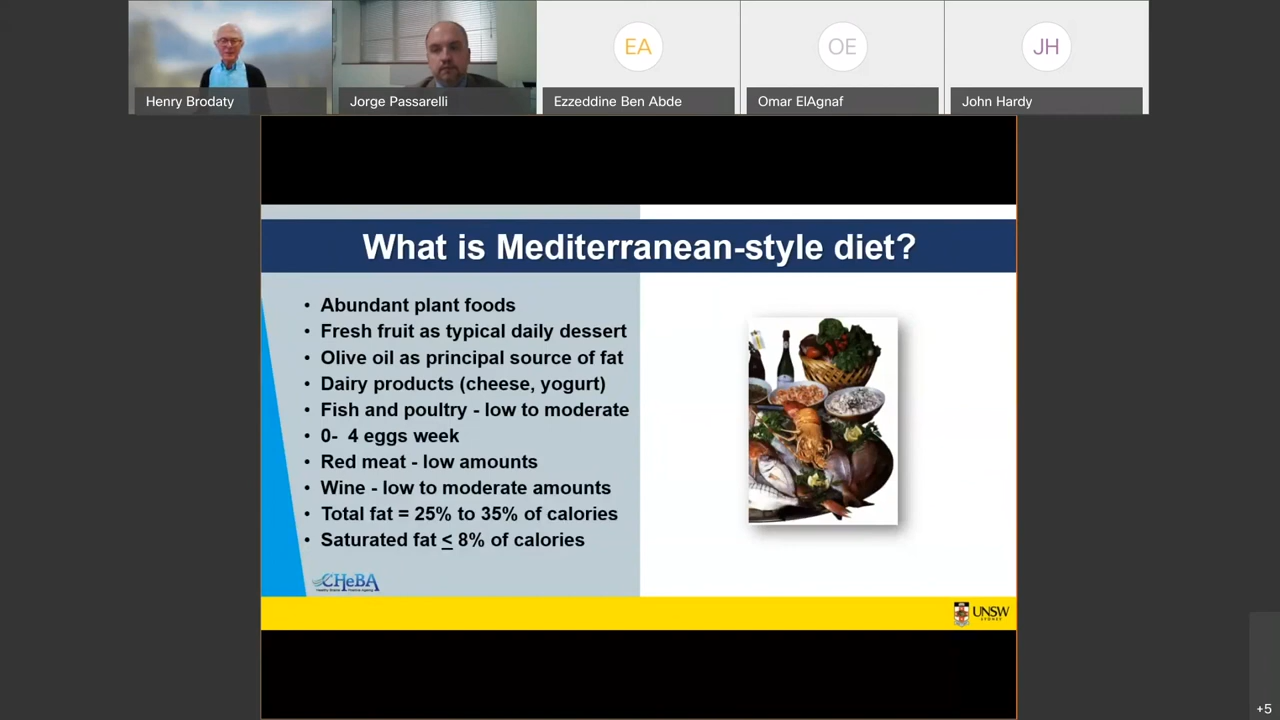 EA
OE
JH
Henry Brodaty
Jorge Passarelli
Ezzeddine Ben Abde
Omar ElAgnaf
John Hardy
What is Mediterranean-style diet?
• Abundant plant foods
• Fresh fruit as typical daily dessert
• Olive oil as principal source of fat
• Dairy products (cheese, yogurt)
• Fish and poultry - low to moderate
• 0- 4 eggs week
• Red meat - low amounts
• Wine - low to moderate amounts
• Total fat = 25% to 35% of calories
• Saturated fat ≤ 8% of calories
CHeBA
UNSW
SYDNEY
+5